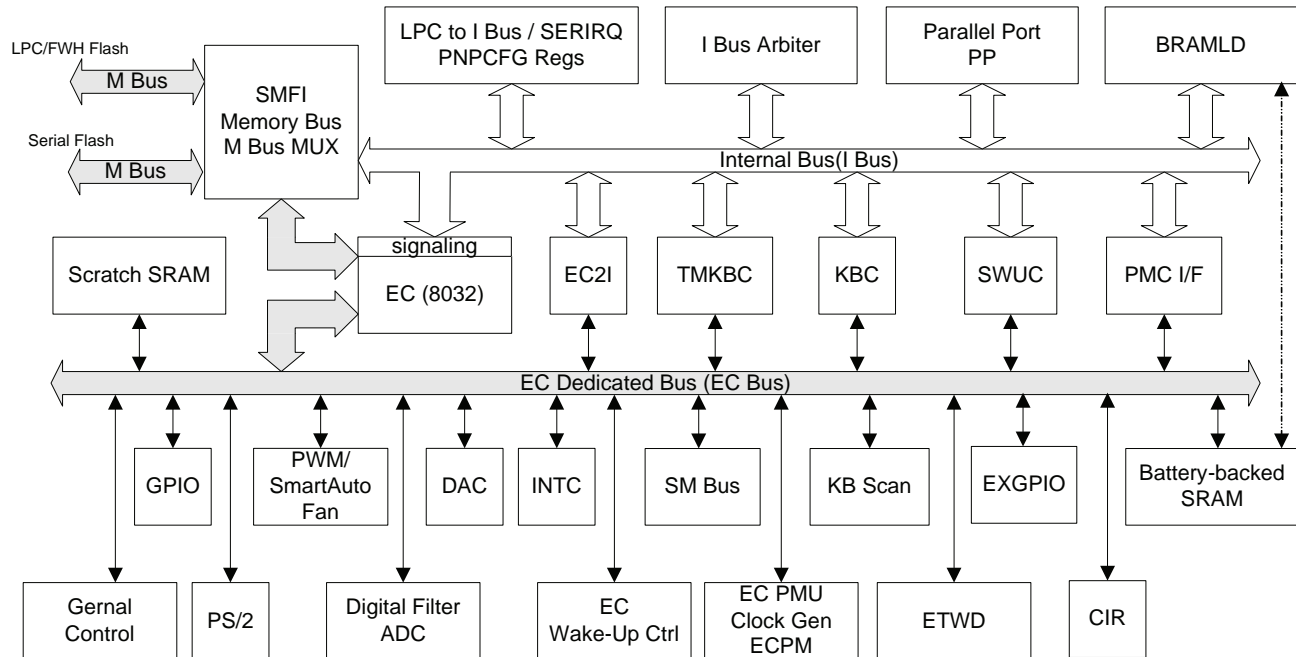 LPC/FWH Flash
M Bus
Serial Flash
M Bus
SMFI
Memory Bus
M Bus MUX
LPC to I Bus / SERIRQ
PNPCFG Regs
I Bus Arbiter
Parallel Port
PP
BRAMLD
Internal Bus(I Bus)
Scratch SRAM
signaling
EC (8032)
EC2I
TMKBC
KBC
SWUC
PMC I/F
EC Dedicated Bus (EC Bus)
GPIO
PWM/
SmartAuto
Fan
DAC
INTC
SM Bus
KB Scan
EXGPIO
Battery-backed
SRAM
Gernal
Control
PS/2
Digital Filter
ADC
EC
Wake-Up Ctrl
EC PMU
Clock Gen
ECPM
ETWD
CIR